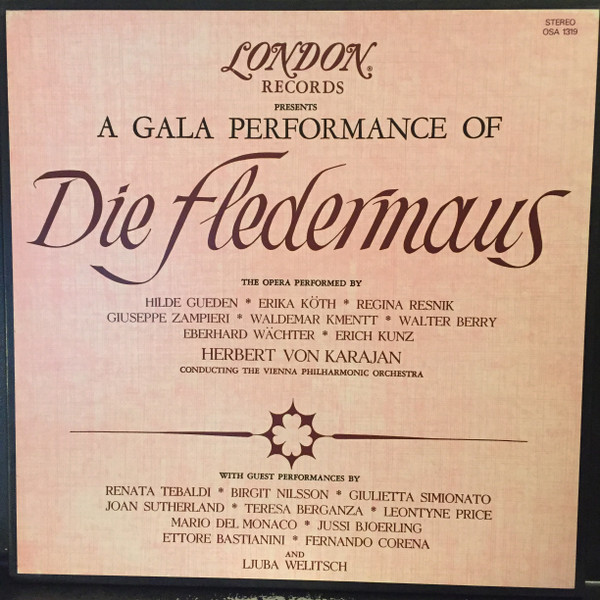 STEREO
OSA 1319
LONDON®
RECORDS
PRESENTS
A GALA PERFORMANCE OF
Die Fledermaus
THE OPERA PERFORMED BY
HILDE GUEDEN * ERIKA KÖTH * REGINA RESNIK
GIUSEPPE ZAMPIERI * WALDEMAR KMENTT * WALTER BERRY
EBERHARD WÄCHTER * ERICH KUNZ
HERBERT VON KARAJAN
CONDUCTING THE VIENNA PHILHARMONIC ORCHESTRA
WITH GUEST PERFORMANCES BY
RENATA TEBALDI * BIRGIT NILSSON * GIULIETTA SIMIONATO
JOAN SUTHERLAND * TERESA BERGANZA * LEONTYNE PRICE
MARIO DEL MONACO * JUSSI BJOERLING
ETTORE BASTIANINI * FERNANDO CORENA
AND
LJUBA WELITSCH